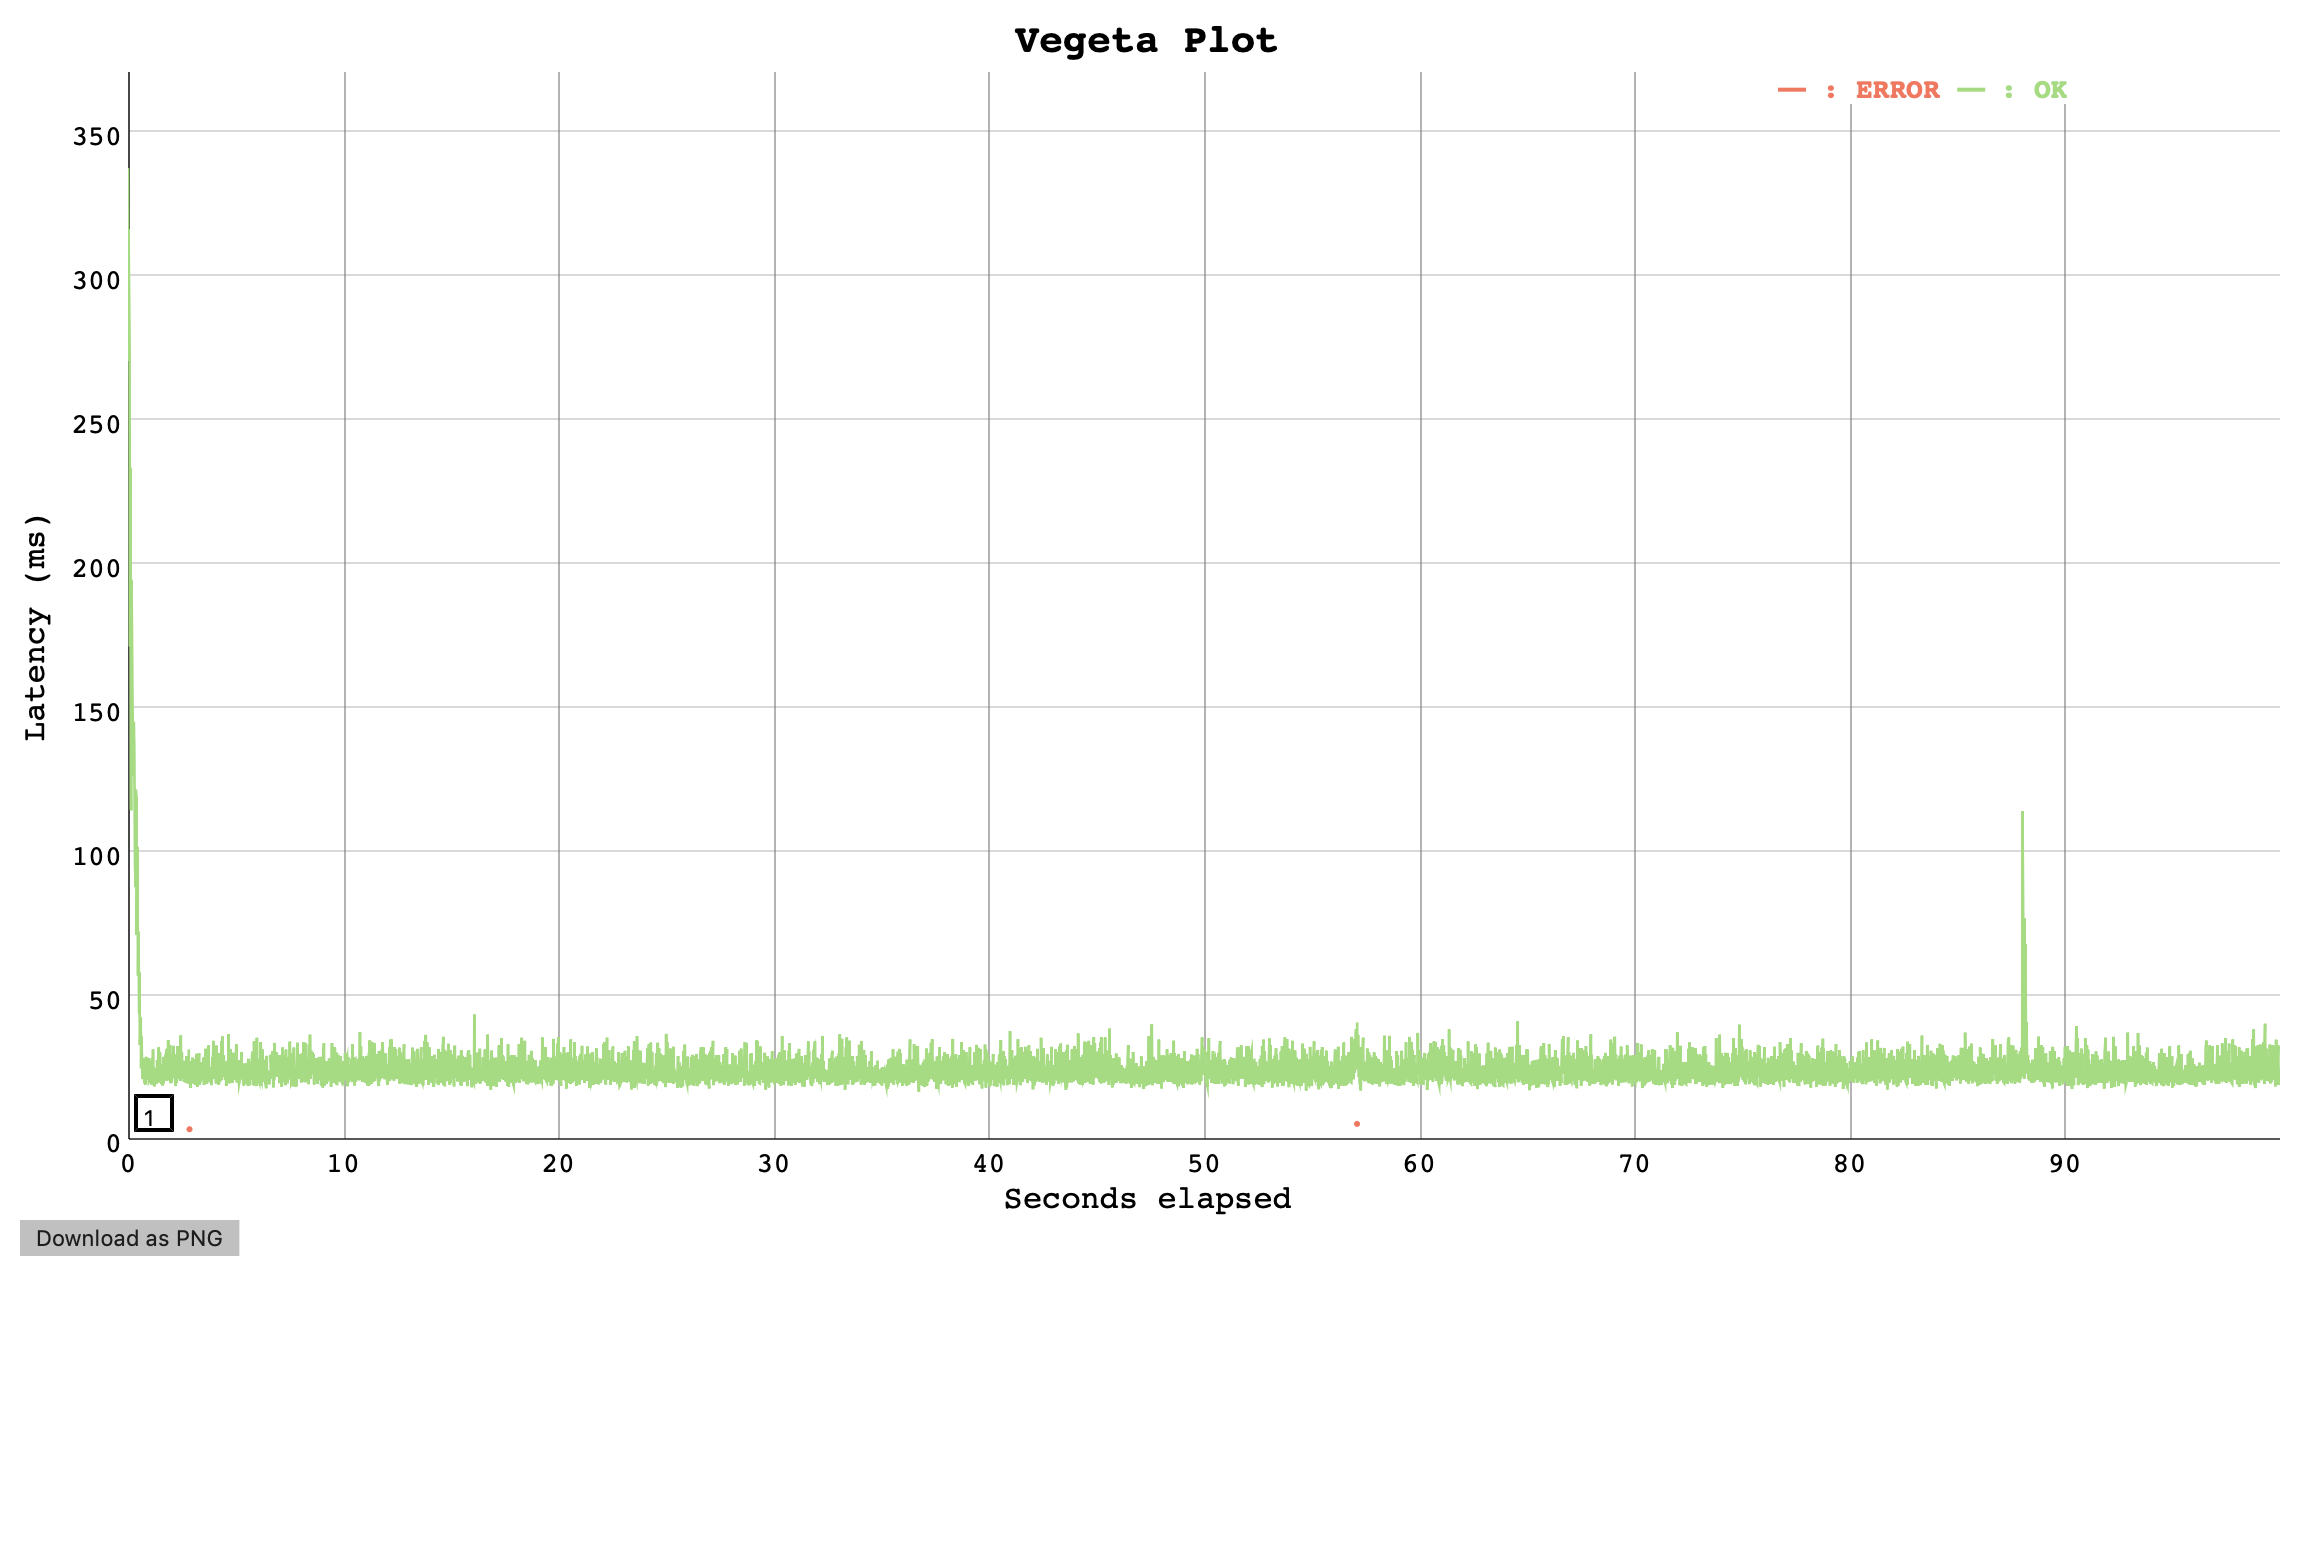 Vegeta Plot
— : ERROR — : OK
350
300
250
200
150
100
50
0
Latency (ms)
1
0 10 20 30 40 50 60 70 80 90
Seconds elapsed
Download as PNG